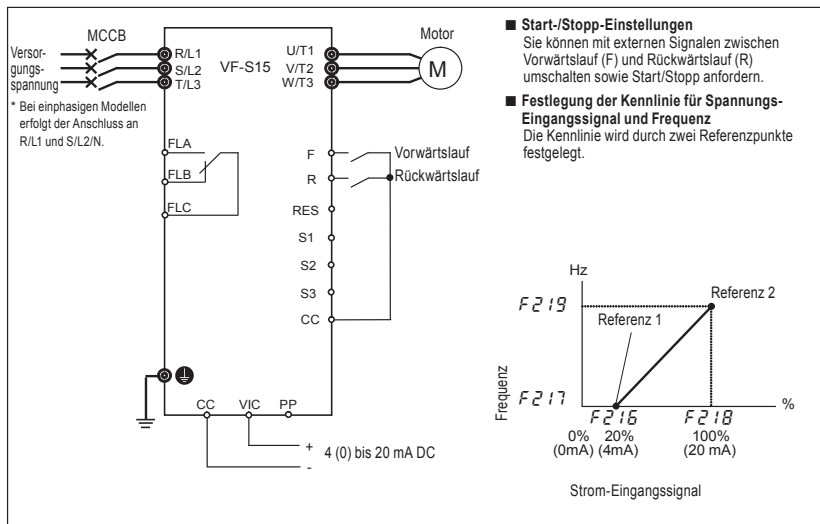 MCCB
Versor-
gungs-
spannung
R/L1
S/L2
T/L3
VF-S15
U/T1
V/T2
W/T3
Motor
M
* Bei einphasigen Modellen
erfolgt der Anschluss an
R/L1 und S/L2/N.
FLA
FLB
FLC
F
Vorwärtslauf
R
Rückwärtslauf
RES
S1
S2
S3
CC
CC
VIC
PP
+
4 (0) bis 20 mA DC
-
■ Start-/Stopp-Einstellungen
Sie können mit externen Signalen zwischen
Vorwärtslauf (F) und Rückwärtslauf (R)
umschalten sowie Start/Stopp anfordern.
■ Festlegung der Kennlinie für Spannungs-
Eingangssignal und Frequenz
Die Kennlinie wird durch zwei Referenzpunkte
festgelegt.
Hz
F219
Referenz 2
Referenz 1
Frequenz
F217
%
F216
F218
0% 20% 100%
(0mA) (4mA) (20 mA)
Strom-Eingangssignal